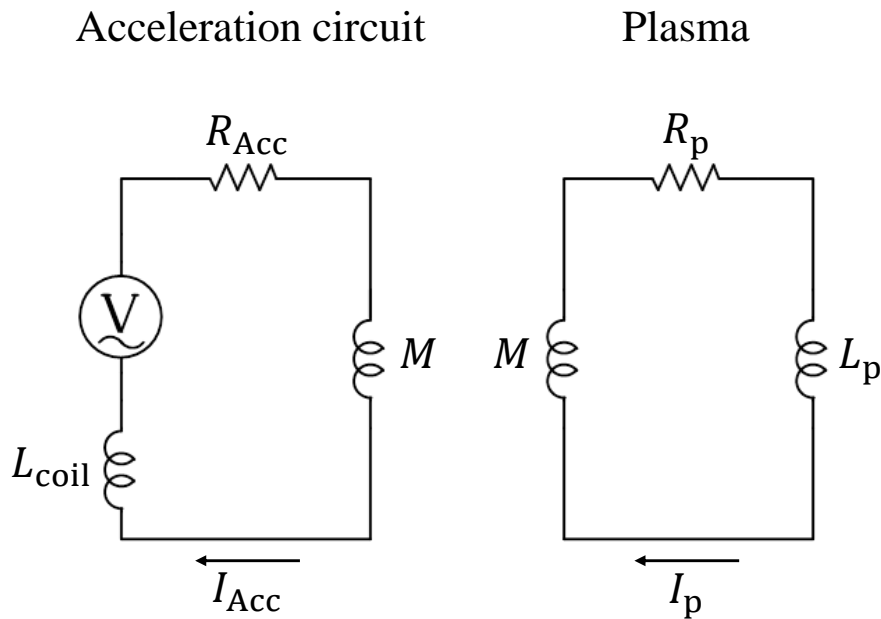 Acceleration circuit
Plasma
R_Acc
R_p
V
M
M
L_p
L_coil
I_Acc
I_p